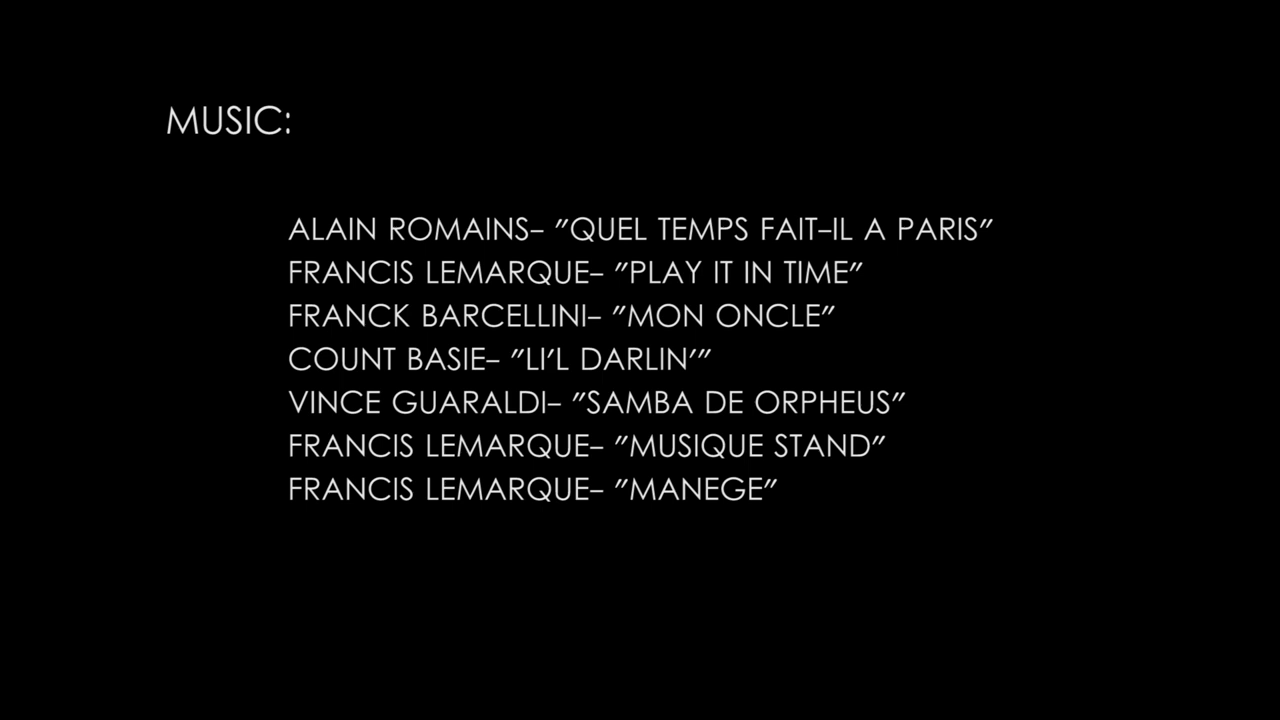 MUSIC:
ALAIN ROMAINS- "QUEL TEMPS FAIT-IL A PARIS"
FRANCIS LEMARQUE- "PLAY IT IN TIME"
FRANCK BARCELLINI- "MON ONCLE"
COUNT BASIE- "LI'L DARLIN'"
VINCE GUARALDI- "SAMBA DE ORPHEUS"
FRANCIS LEMARQUE- "MUSIQUE STAND"
FRANCIS LEMARQUE- "MANEGE"